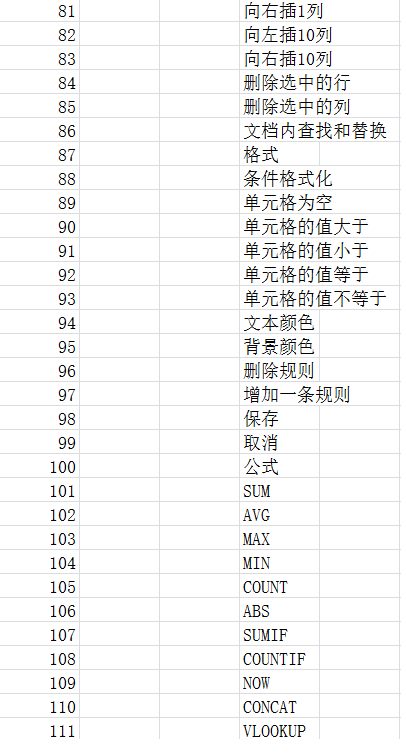 81 向右插1列
82 向左插10列
83 向右插10列
84 删除选中的行
85 删除选中的列
86 文档内查找和替换
87 格式
88 条件格式化
89 单元格为空
90 单元格的值大于
91 单元格的值小于
92 单元格的值等于
93 单元格的值不等于
94 文本颜色
95 背景颜色
96 删除规则
97 增加一条规则
98 保存
99 取消
100 公式
101 SUM
102 AVG
103 MAX
104 MIN
105 COUNT
106 ABS
107 SUMIF
108 COUNTIF
109 NOW
110 CONCAT
111 VLOOKUP